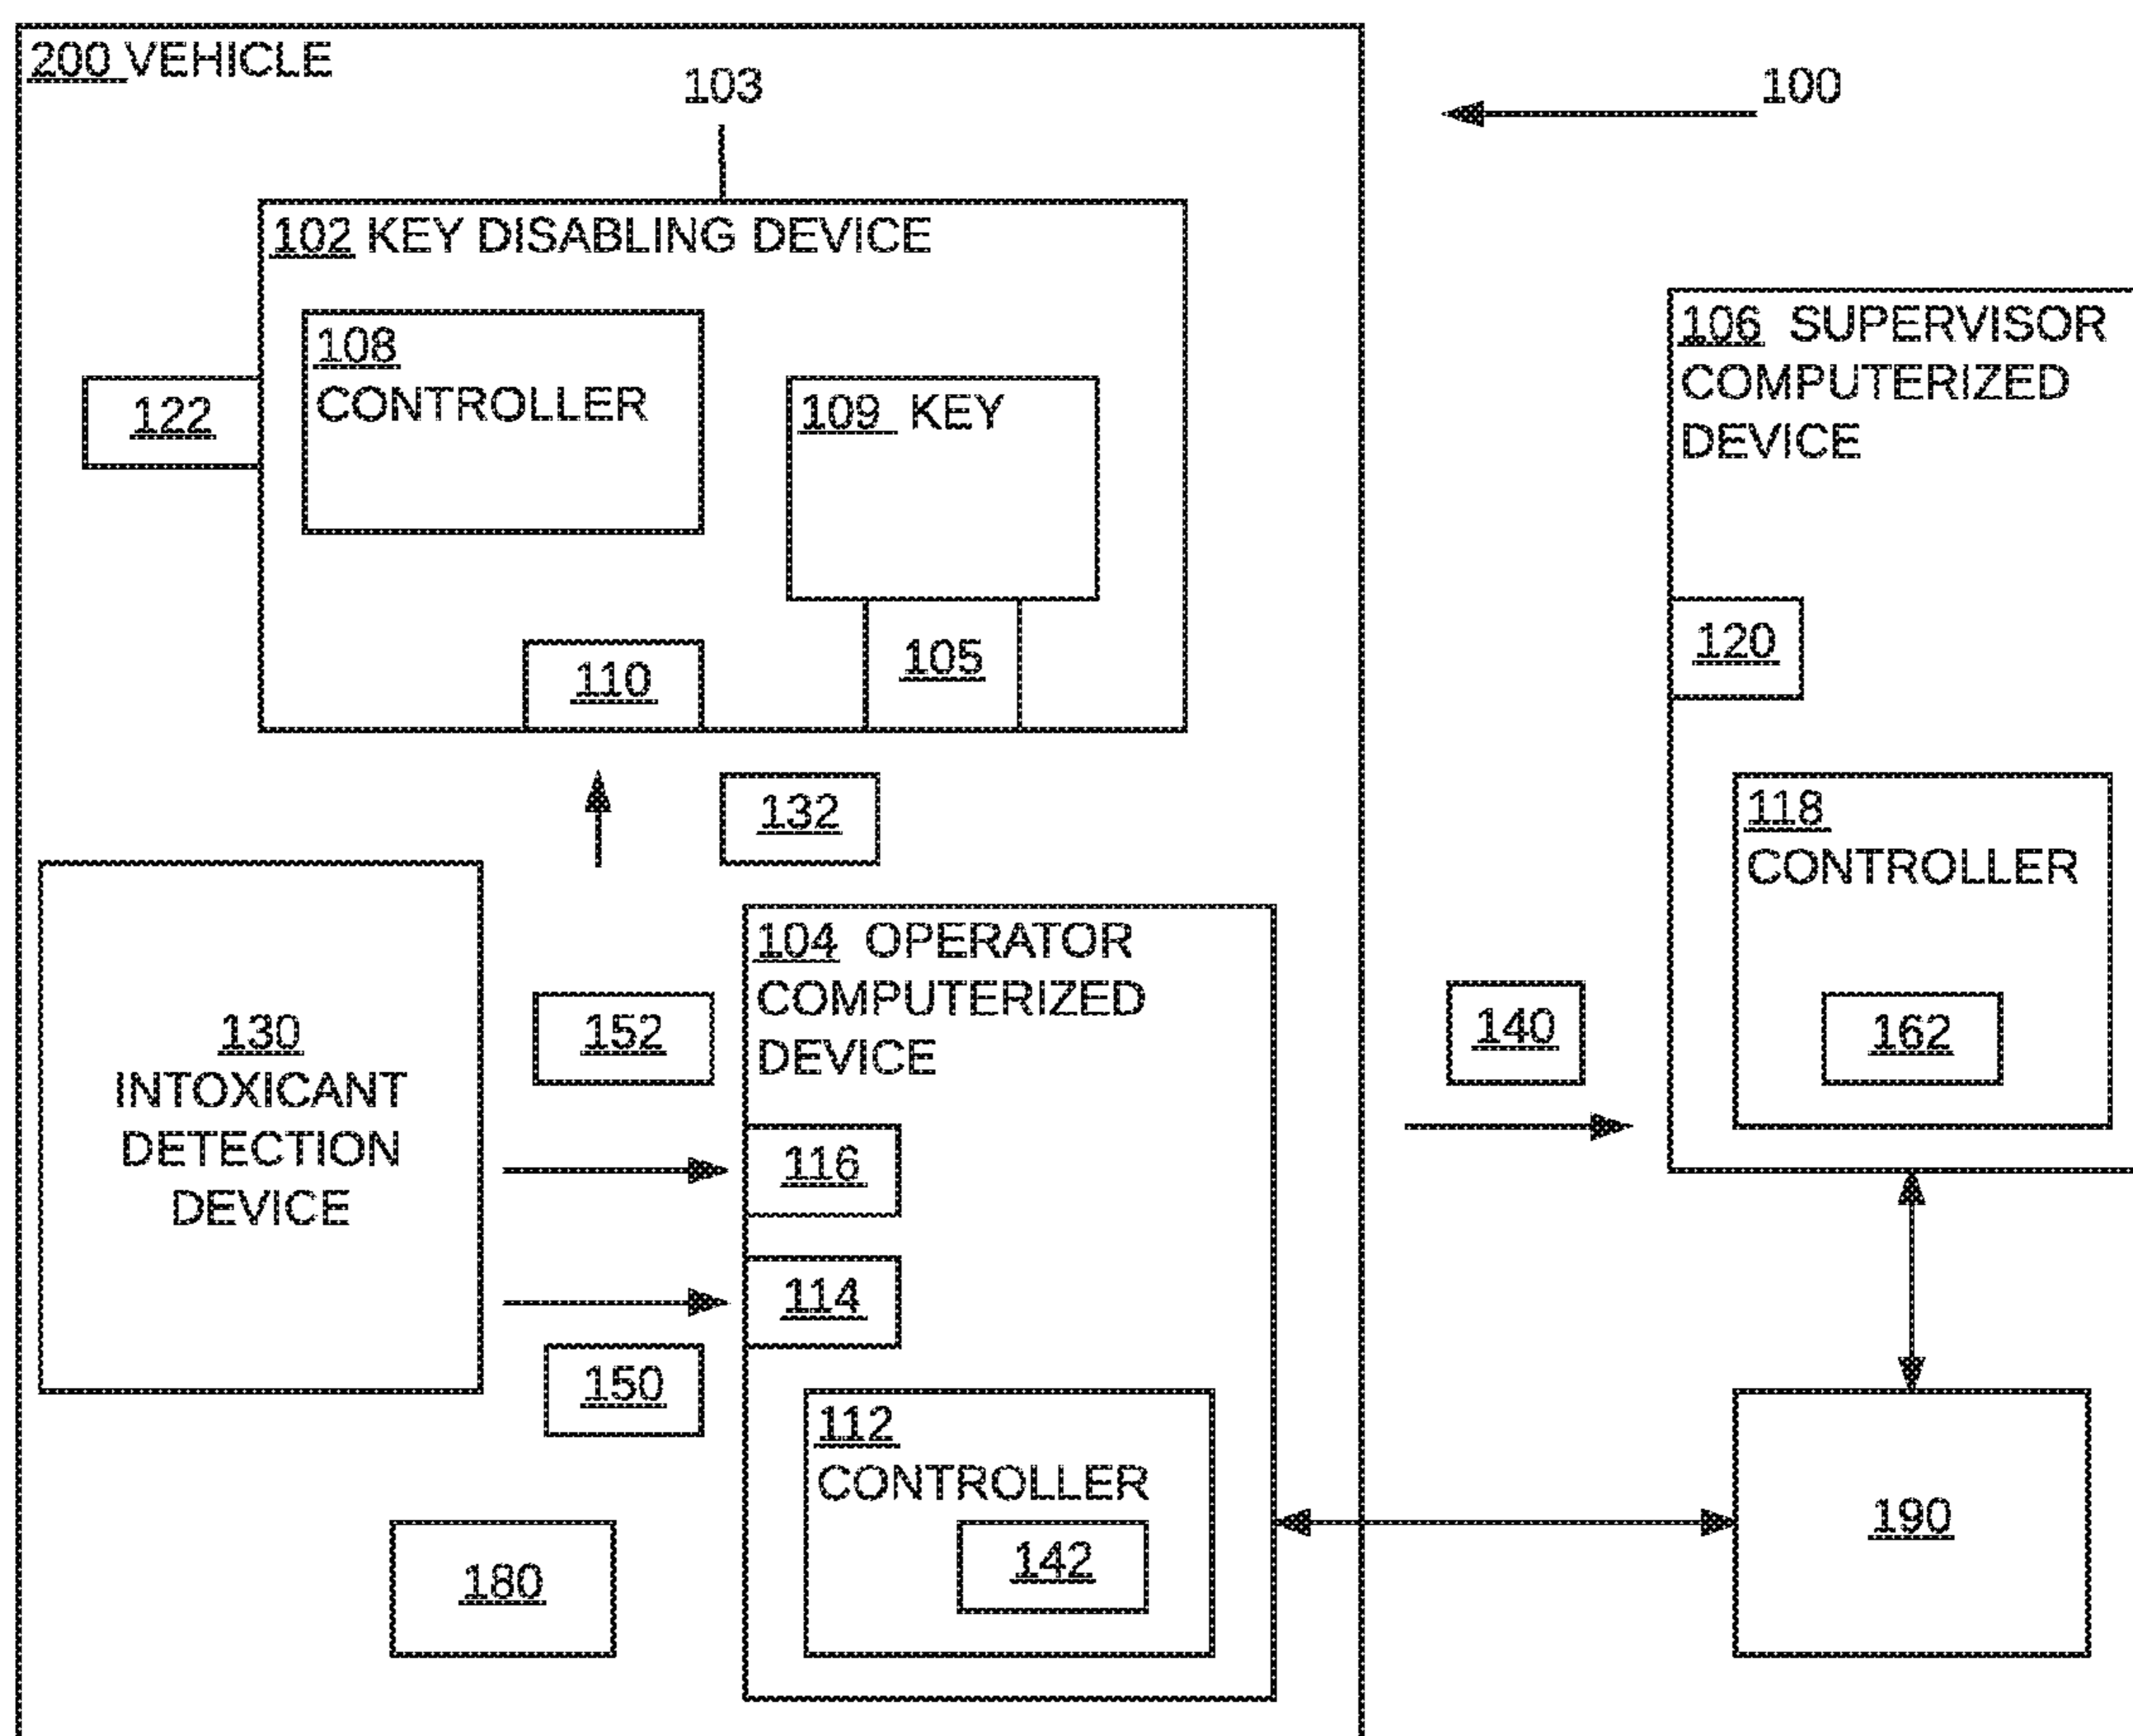 200 VEHICLE
103
100
102 KEY DISABLING DEVICE
108
CONTROLLER
109 KEY
122
110
105
106 SUPERVISOR
COMPUTERIZED
DEVICE
120
118
CONTROLLER
162
132
130
INTOXICANT
DETECTION
DEVICE
152
150
104 OPERATOR
COMPUTERIZED
DEVICE
116
114
112
CONTROLLER
142
140
180
190